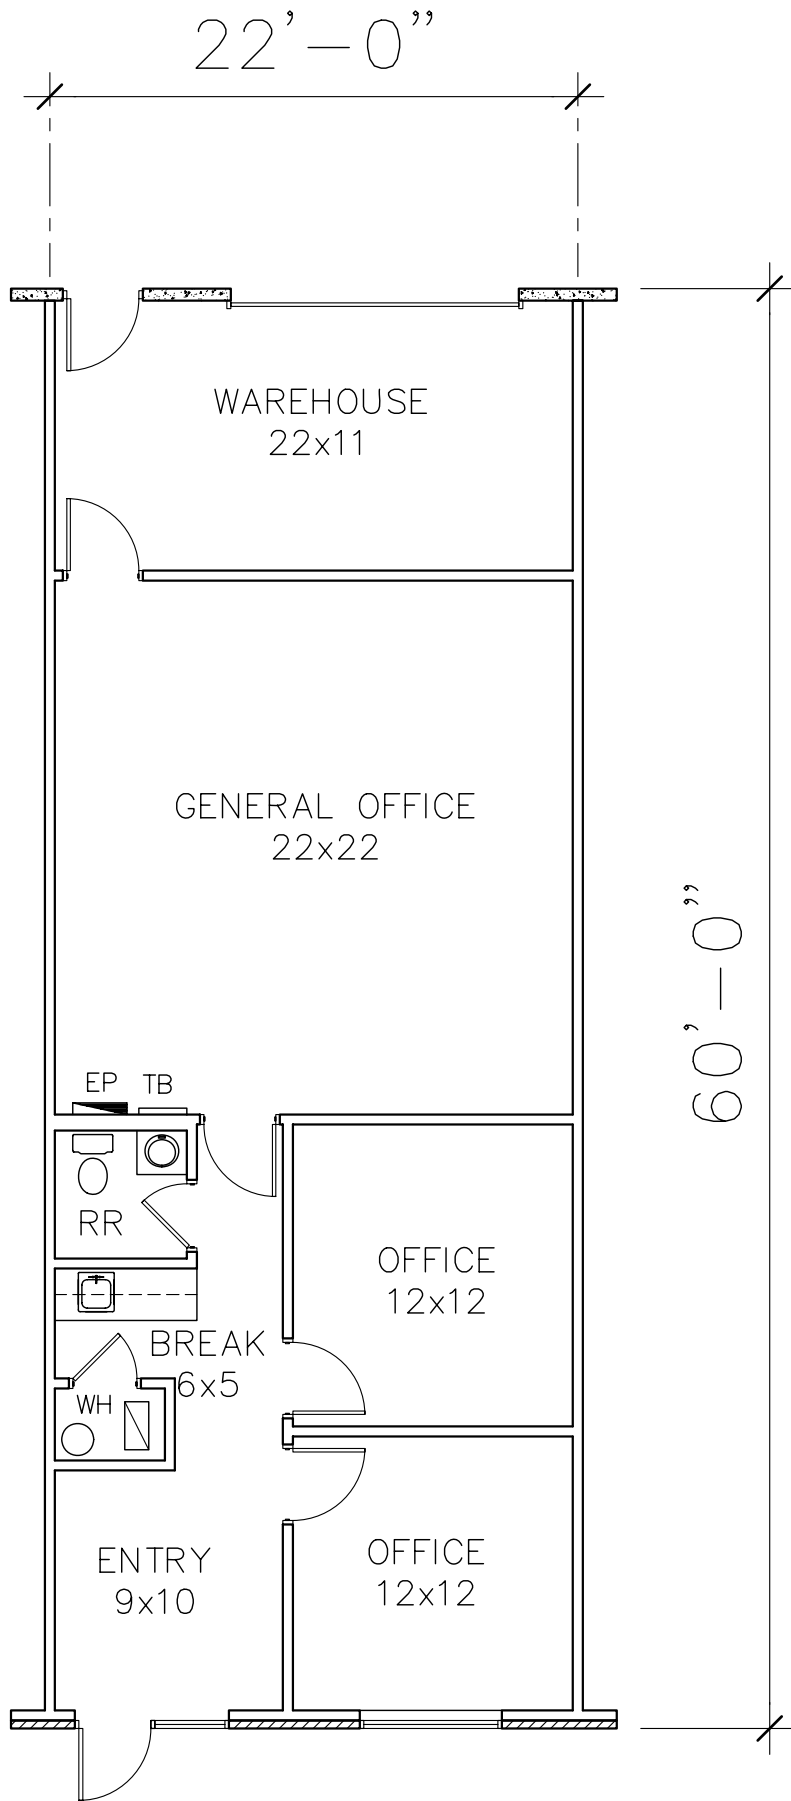 22'-0"
WAREHOUSE
22x11
GENERAL OFFICE
22x22
60'-0"
EP
TB
RR
OFFICE
12x12
BREAK
6x5
WH
ENTRY
9x10
OFFICE
12x12